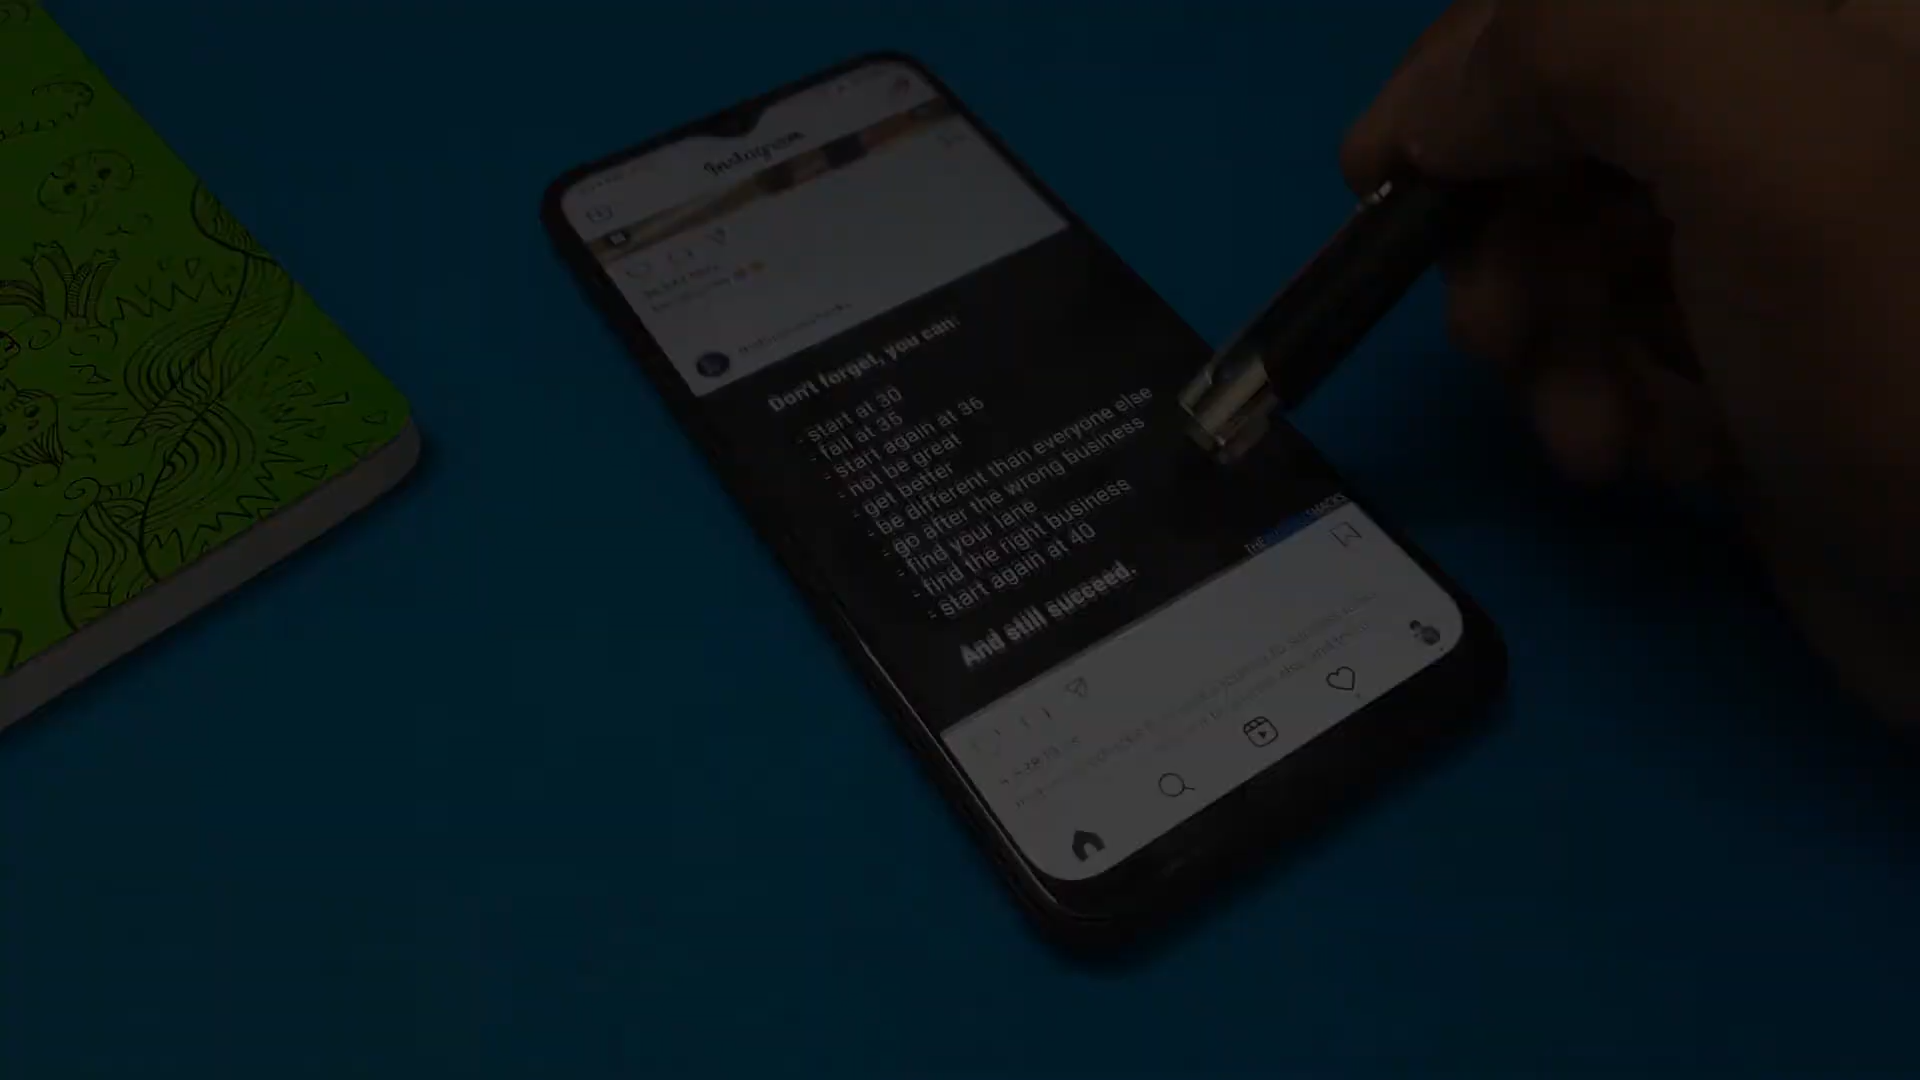 Instagram
Don't forget, you can:
- start at 30
- fail at 35
- start again at 36
- not be great
- get better
- be different than everyone else
- go after the wrong business
- find your lane
- find the right business
- start again at 40
And still succeed.
THE